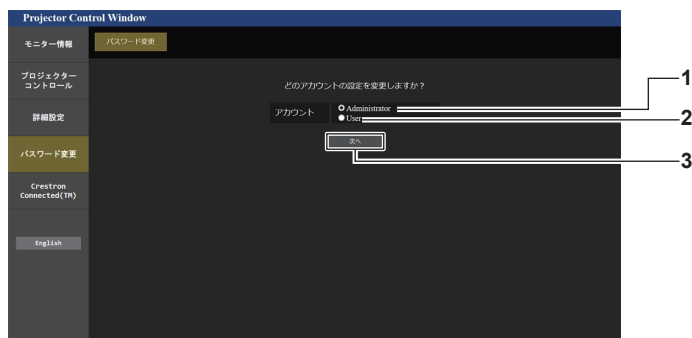 Projector Control Window
モニター情報
パスワード変更
プロジェクター
コントロール
詳細設定
パスワード変更
Crestron
Connected(TM)
English
どのアカウントの設定を変更しますか？
アカウント
Administrator
User
次へ
1
2
3